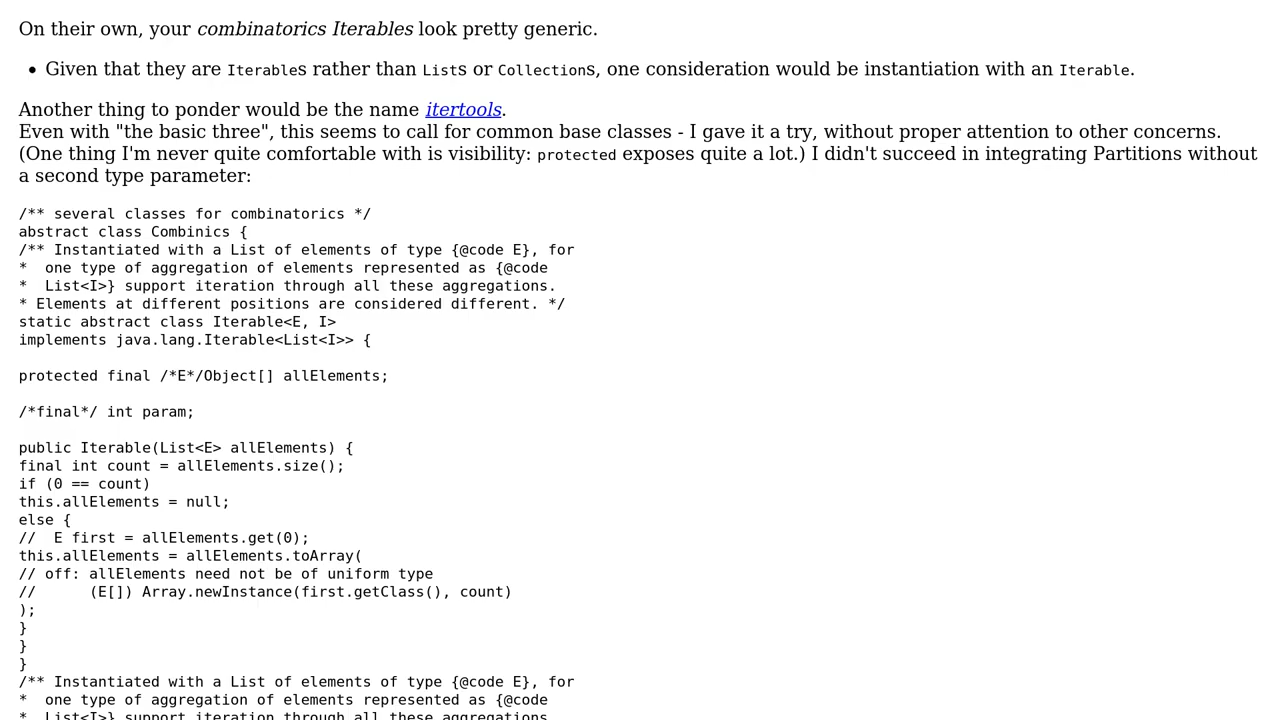 On their own, your combinatorics Iterables look pretty generic.
• Given that they are Iterables rather than Lists or Collections, one consideration would be instantiation with an Iterable.
Another thing to ponder would be the name itertools.
Even with "the basic three", this seems to call for common base classes - I gave it a try, without proper attention to other concerns.
(One thing I'm never quite comfortable with is visibility: protected exposes quite a lot.) I didn't succeed in integrating Partitions without
a second type parameter:
/** several classes for combinatorics */
abstract class Combinics {
/** Instantiated with a List of elements of type {@code E}, for
*  one type of aggregation of elements represented as {@code
*  List<I>} support iteration through all these aggregations.
* Elements at different positions are considered different. */
static abstract class Iterable<E, I>
implements java.lang.Iterable<List<I>> {
protected final /*E*/Object[] allElements;
/*final*/ int param;
public Iterable(List<E> allElements) {
final int count = allElements.size();
if (0 == count)
this.allElements = null;
else {
//  E first = allElements.get(0);
this.allElements = allElements.toArray(
// off: allElements need not be of uniform type
//      (E[]) Array.newInstance(first.getClass(), count)
);
}
}
}
/** Instantiated with a List of elements of type {@code E}, for
*  one type of aggregation of elements represented as {@code
*  List<I>} support iteration through all these aggregations.